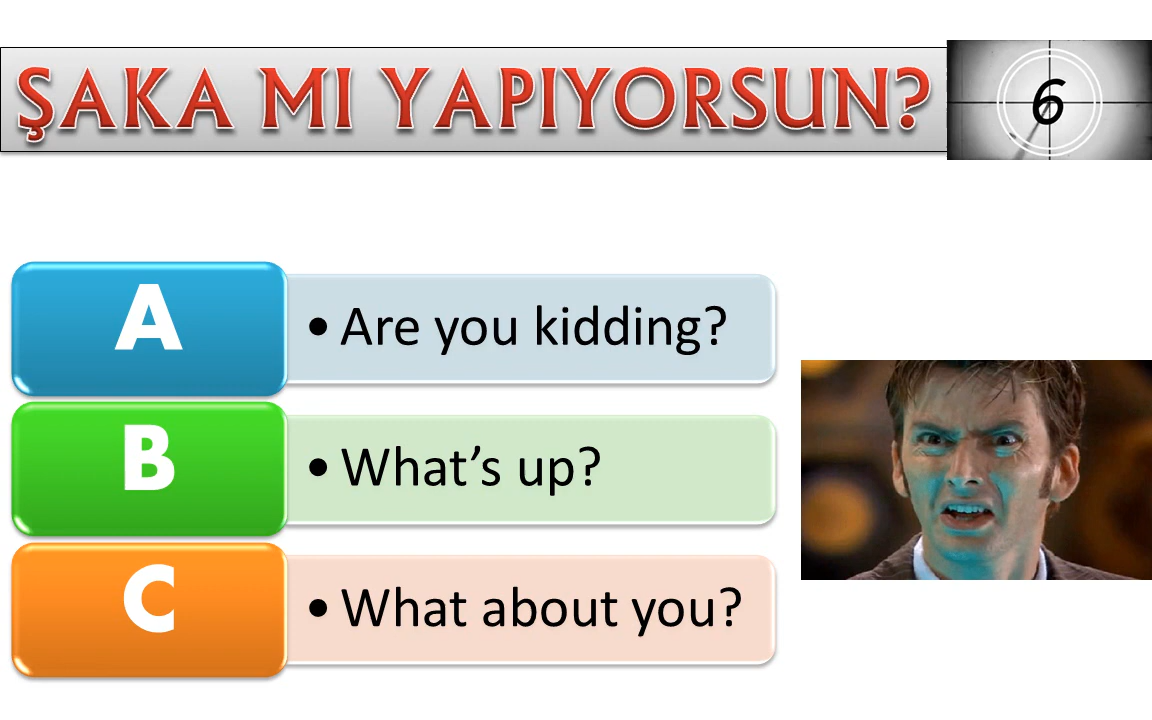 ŞAKA MI YAPIYORSUN?
6
A
• Are you kidding?
B
• What’s up?
C
• What about you?